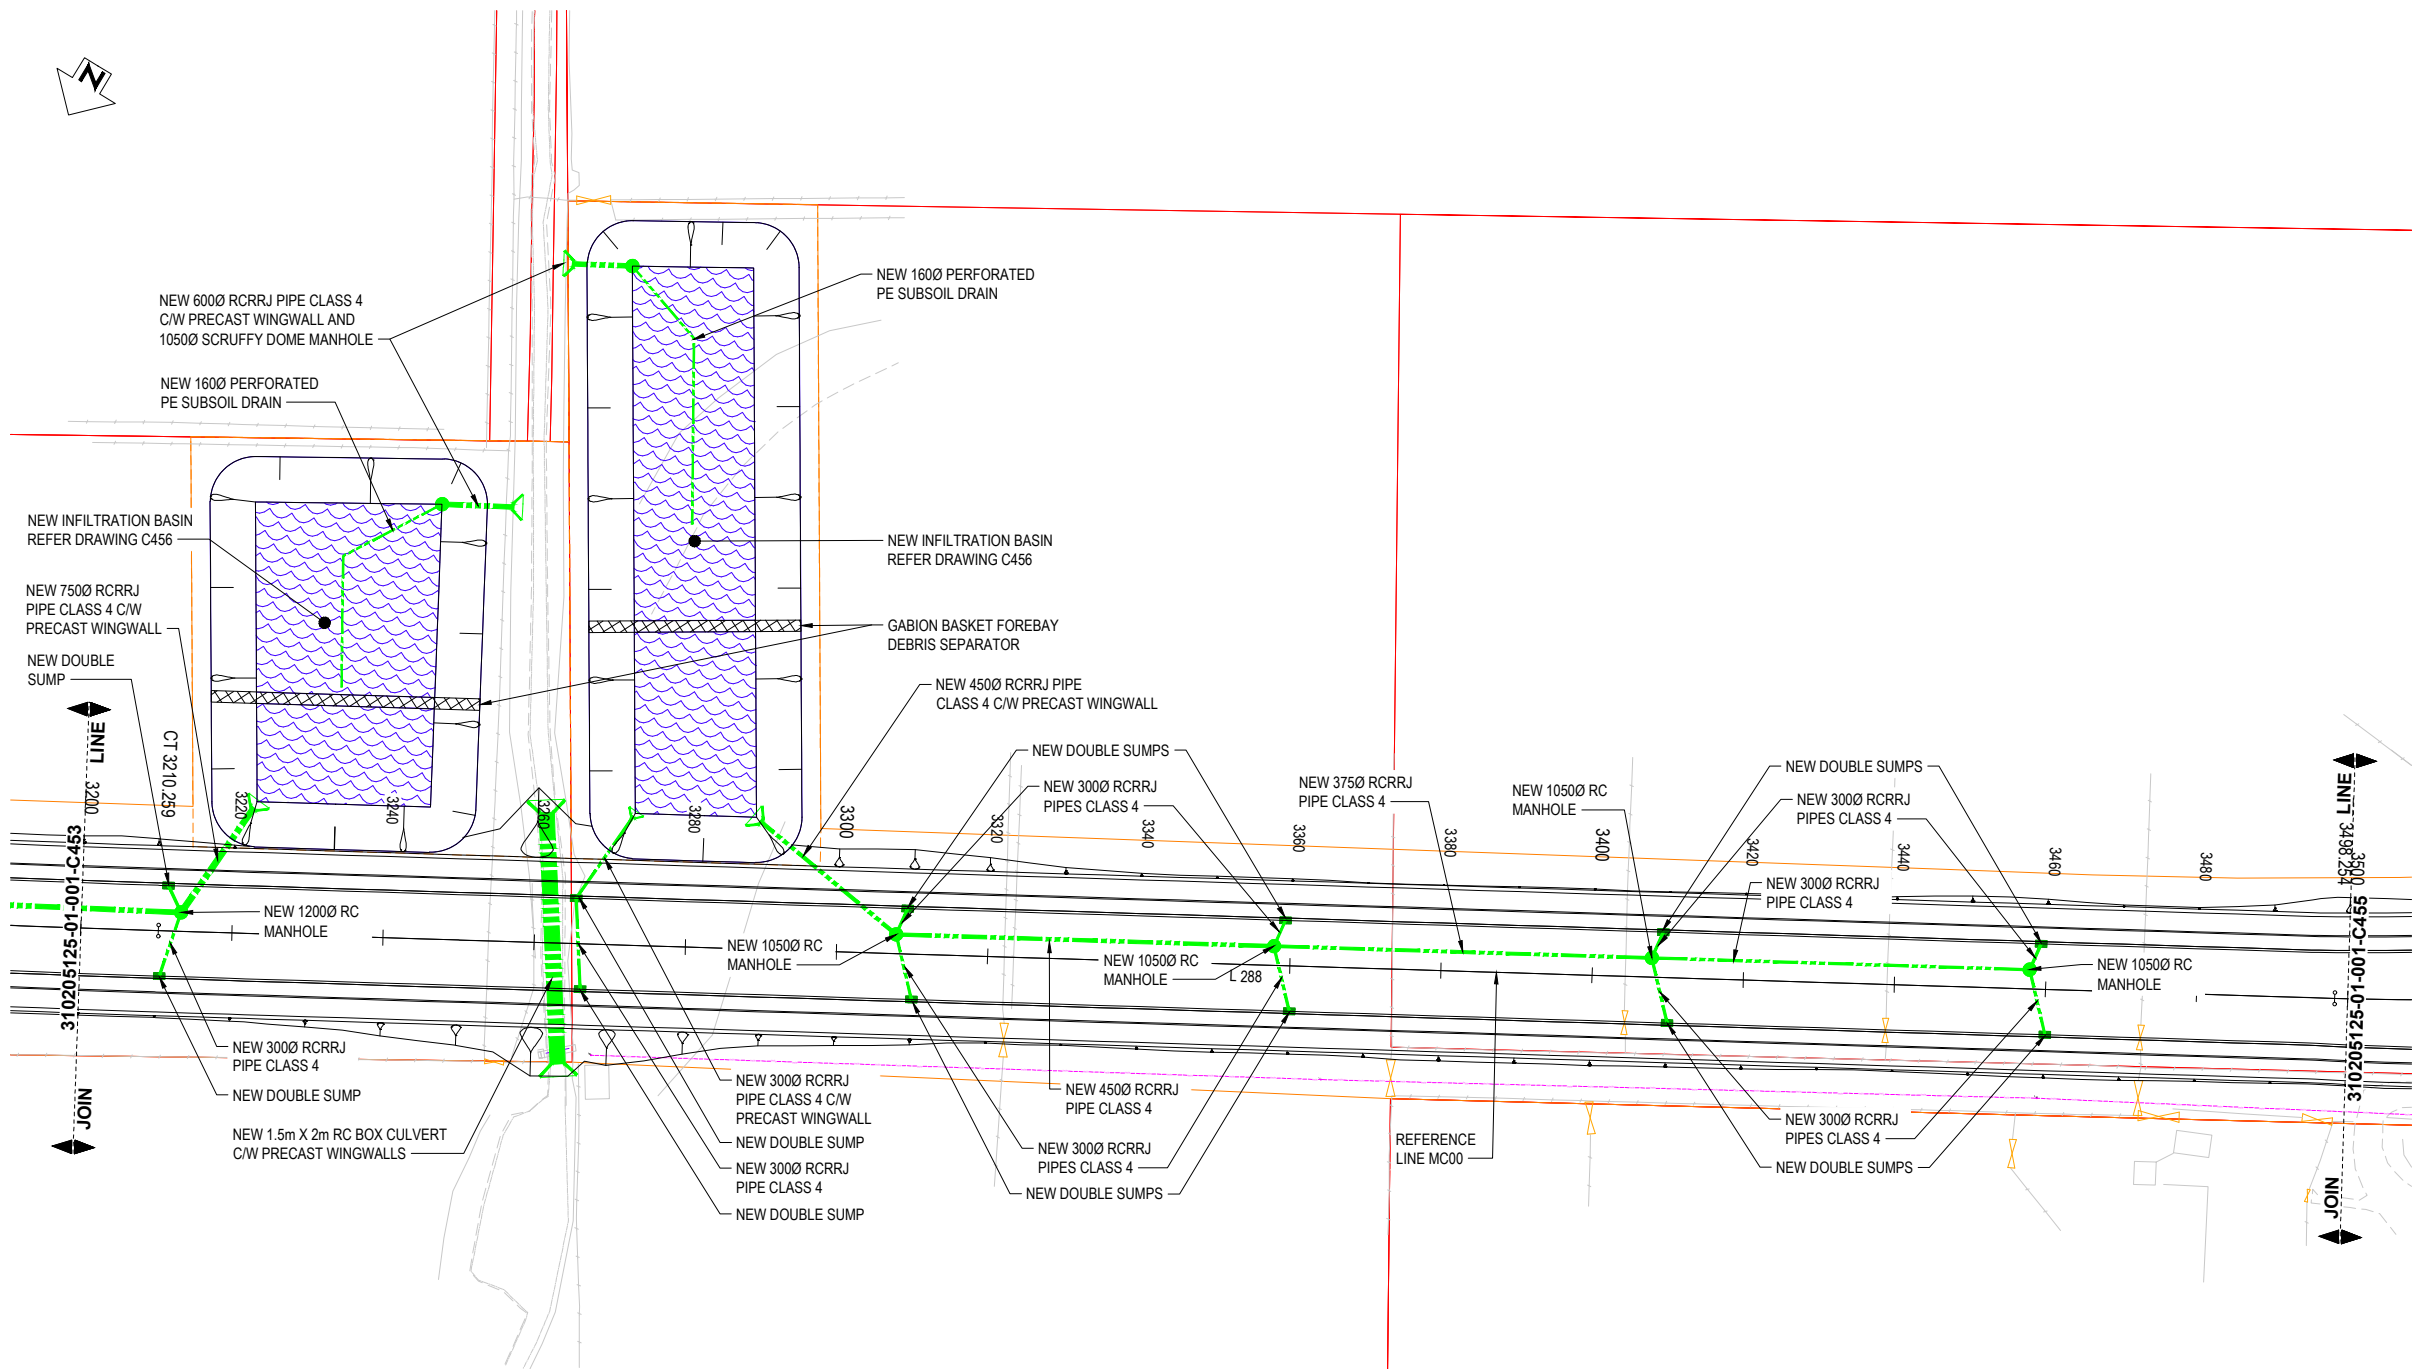 N
NEW 600Ø RCRRJ PIPE CLASS 4
C/W PRECAST WINGWALL AND
1050Ø SCRUFFY DOME MANHOLE
NEW 160Ø PERFORATED
PE SUBSOIL DRAIN
NEW 160Ø PERFORATED
PE SUBSOIL DRAIN
NEW INFILTRATION BASIN
REFER DRAWING C456
NEW INFILTRATION BASIN
REFER DRAWING C456
NEW 750Ø RCRRJ
PIPE CLASS 4 C/W
PRECAST WINGWALL
GABION BASKET FOREBAY
DEBRIS SEPARATOR
NEW DOUBLE
SUMP
NEW 450Ø RCRRJ PIPE
CLASS 4 C/W PRECAST WINGWALL
NEW DOUBLE SUMPS
NEW 300Ø RCRRJ
PIPES CLASS 4
NEW 375Ø RCRRJ
PIPE CLASS 4
NEW 1050Ø RC
MANHOLE
NEW DOUBLE SUMPS
NEW 300Ø RCRRJ
PIPES CLASS 4
LINE
JOIN
310205125-01-001-C453
3200
CT 3210.259
3220
3240
3260
3280
3300
3320
3340
3360
3380
3400
3420
3440
3460
3480
3498.254
3500
LINE
JOIN
310205125-01-001-C455
NEW 300Ø RCRRJ
PIPE CLASS 4
NEW 1200Ø RC
MANHOLE
NEW 1050Ø RC
MANHOLE
NEW 1050Ø RC
MANHOLE
L 288
NEW 1050Ø RC
MANHOLE
NEW 300Ø RCRRJ
PIPE CLASS 4
NEW DOUBLE SUMP
NEW 1.5m X 2m RC BOX CULVERT
C/W PRECAST WINGWALLS
NEW 300Ø RCRRJ
PIPE CLASS 4 C/W
PRECAST WINGWALL
NEW DOUBLE SUMP
NEW 300Ø RCRRJ
PIPE CLASS 4
NEW DOUBLE SUMP
NEW 450Ø RCRRJ
PIPE CLASS 4
NEW 300Ø RCRRJ
PIPES CLASS 4
NEW DOUBLE SUMPS
REFERENCE
LINE MC00
NEW 300Ø RCRRJ
PIPES CLASS 4
NEW DOUBLE SUMPS